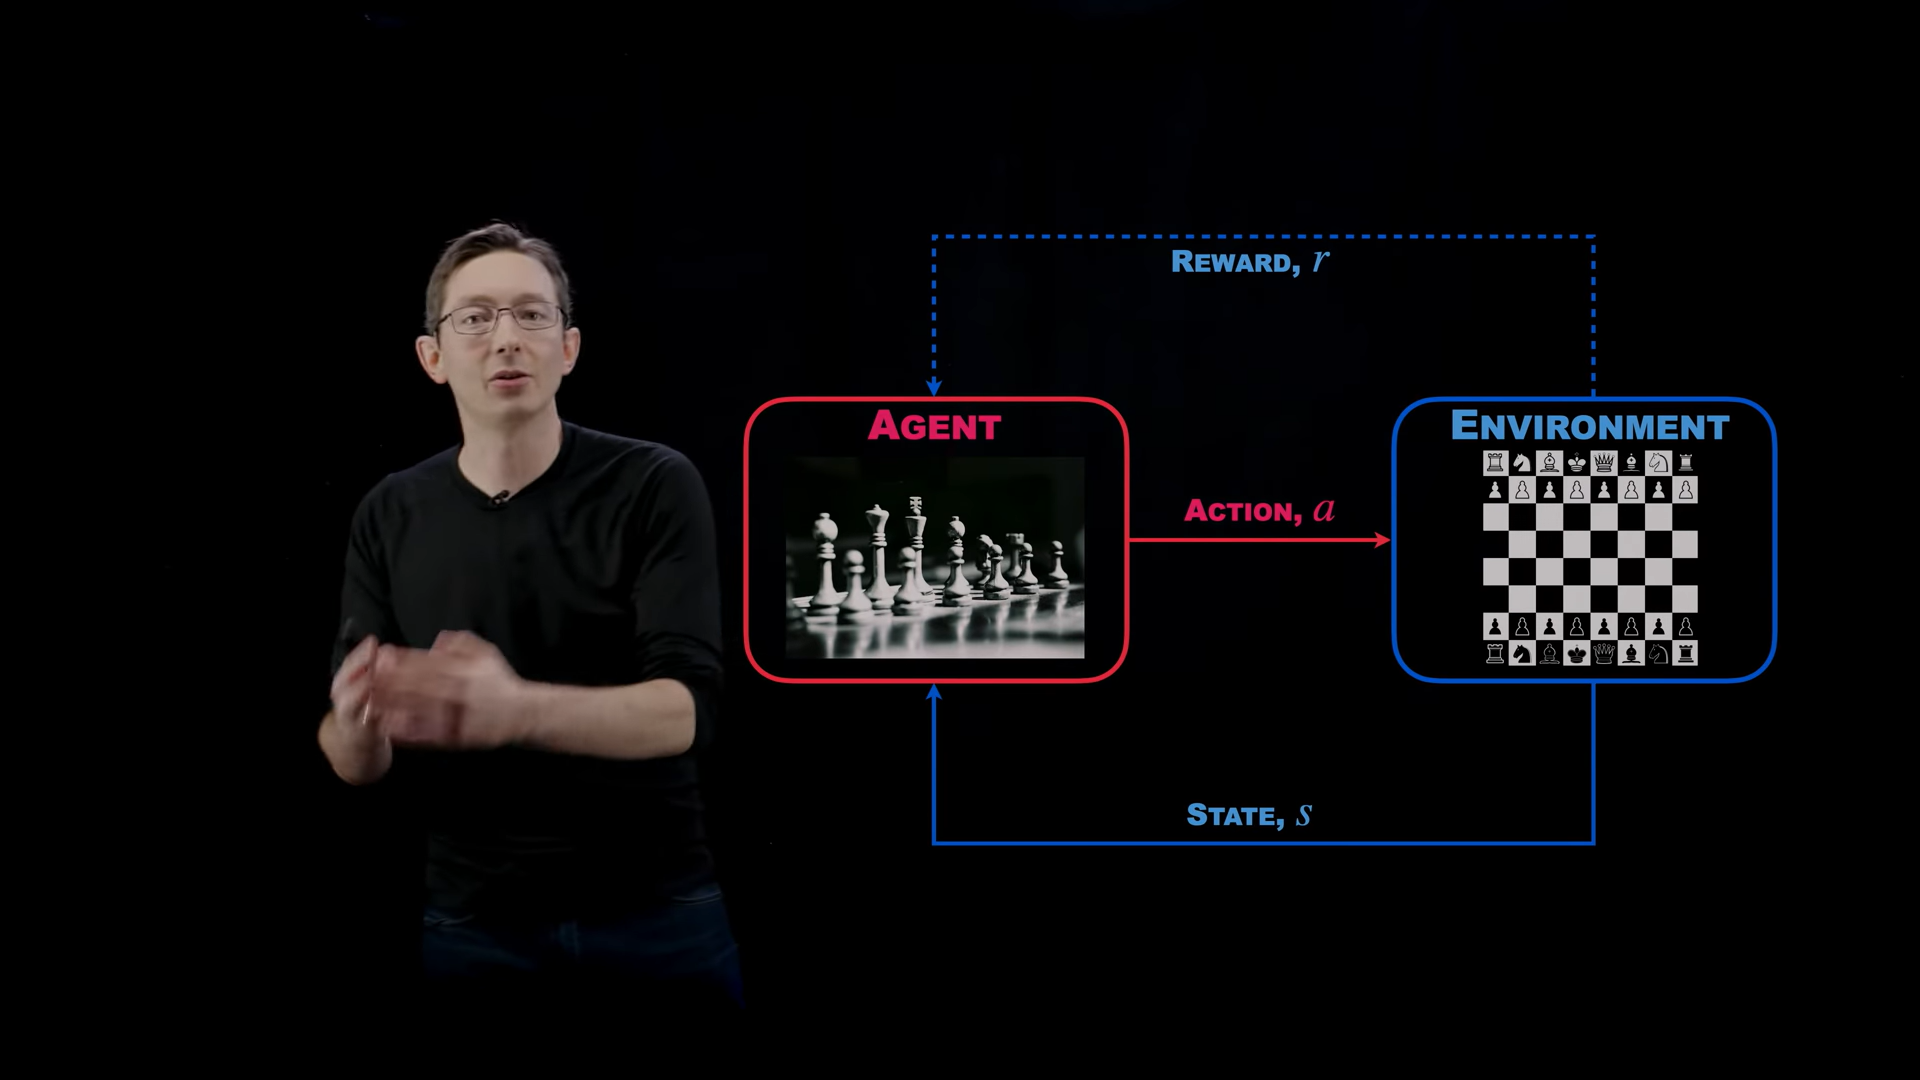 REWARD, r
AGENT
ENVIRONMENT
ACTION, a
STATE, s